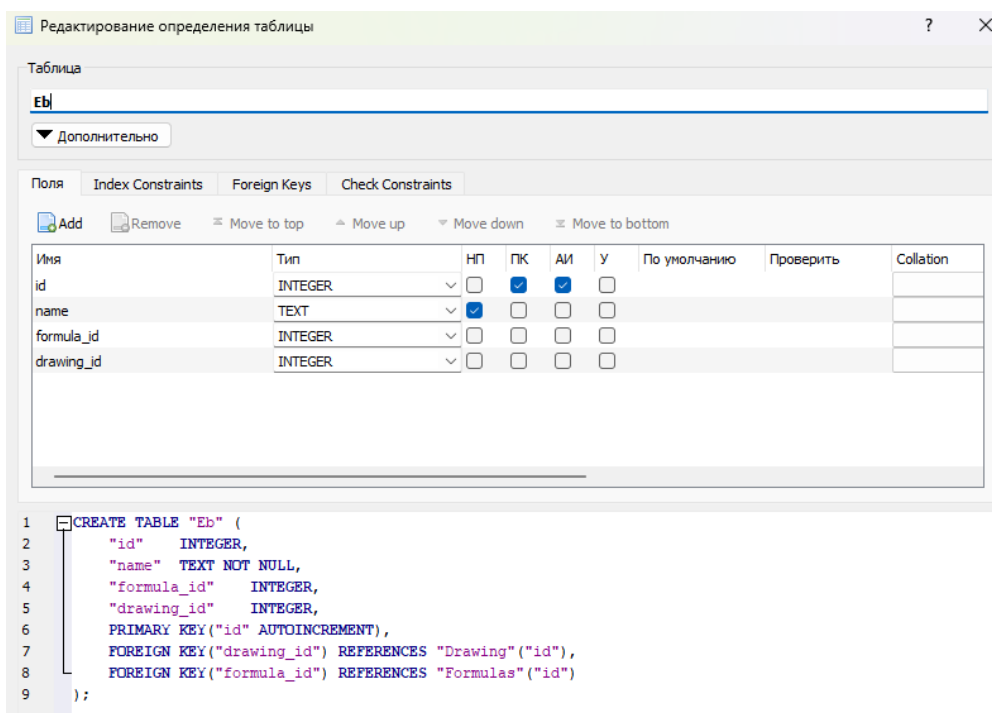 Редактирование определения таблицы ?
Таблица
Eb
Дополнительно
Поля Index Constraints Foreign Keys Check Constraints
Add Remove Move to top Move up Move down Move to bottom
Имя Тип НП ПК АИ У По умолчанию Проверить Collation
id INTEGER
name TEXT
formula_id INTEGER
drawing_id INTEGER
1 CREATE TABLE "Eb" (
2 "id" INTEGER,
3 "name" TEXT NOT NULL,
4 "formula_id" INTEGER,
5 "drawing_id" INTEGER,
6 PRIMARY KEY("id" AUTOINCREMENT),
7 FOREIGN KEY("drawing_id") REFERENCES "Drawing"("id"),
8 FOREIGN KEY("formula_id") REFERENCES "Formulas"("id")
9 );